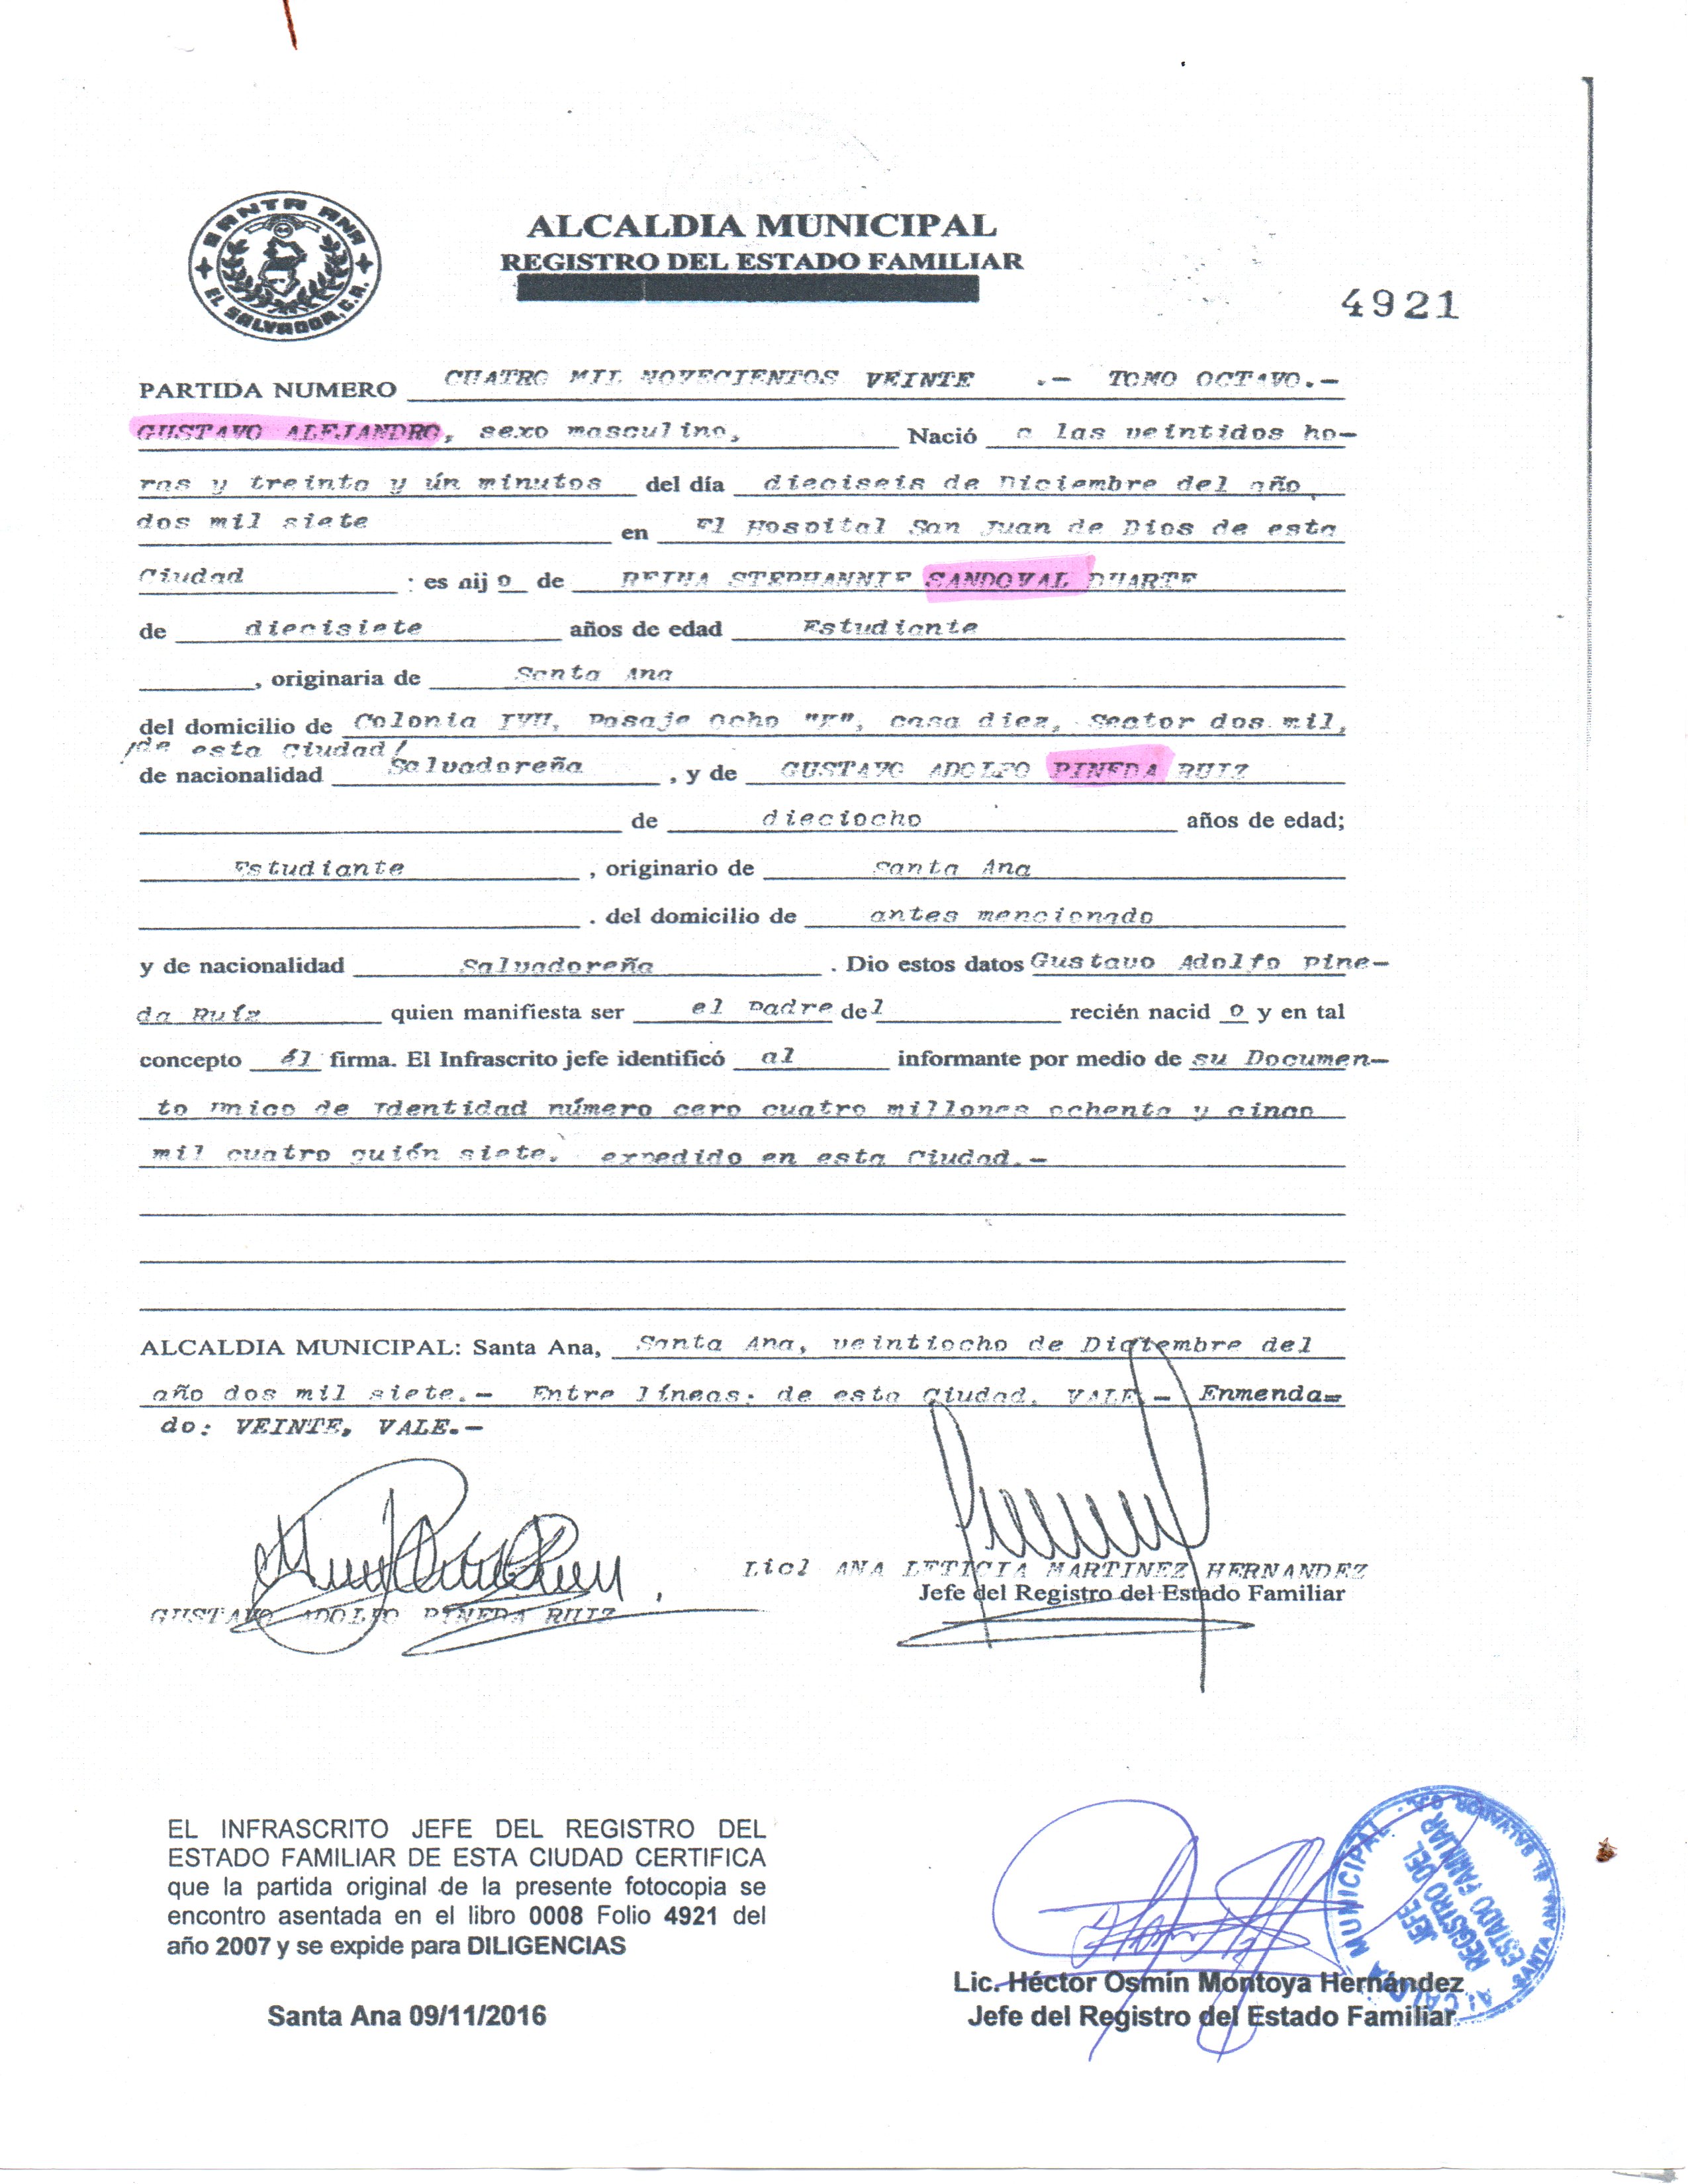 SANTA ANA
EL SALVADOR, C.A.
ALCALDIA MUNICIPAL
REGISTRO DEL ESTADO FAMILIAR
4921
PARTIDA NUMERO CUATRO MIL NOVECIENTOS VEINTE .- TOMO OCTAVO.-
GUSTAVO ALEJANDRO, sexo masculino, Nació a las veintidos ho-
ras y treinta y ún minutos del día dieciseis de Diciembre del año
dos mil siete en El Hospital San Juan de Dios de esta
Ciudad : es hij o de REINA STEPHANNIE SANDOVAL DUARTE
de diecisiete años de edad Estudiante
, originaria de Santa Ana
del domicilio de Colonia IVU, Pasaje Ocho "E", casa diez, Sector dos mil,
/de esta Ciudad/
de nacionalidad Salvadoreña , y de GUSTAVO ADOLFO PINEDA RUIZ
de dieciocho años de edad;
Estudiante , originario de Santa Ana
. del domicilio de antes mencionado
y de nacionalidad Salvadoreña . Dio estos datos Gustavo Adolfo Pine-
da Ruíz quien manifiesta ser el Padre del recién nacid o y en tal
concepto él firma. El Infrascrito jefe identificó al informante por medio de su Documen-
to Unico de Identidad número cero cuatro millones ochenta y cinco
mil cuatro guión siete, expedido en esta Ciudad.-
ALCALDIA MUNICIPAL: Santa Ana, Santa Ana, veintiocho de Diciembre del
año dos mil siete.- Entre líneas: de esta Ciudad. VALE.- Enmenda=
do: VEINTE, VALE.-
GUSTAVO ADOLFO PINEDA RUIZ
Licd ANA LETICIA MARTINEZ HERNANDEZ
Jefe del Registro del Estado Familiar
EL INFRASCRITO JEFE DEL REGISTRO DEL
ESTADO FAMILIAR DE ESTA CIUDAD CERTIFICA
que la partida original de la presente fotocopia se
encontro asentada en el libro 0008 Folio 4921 del
año 2007 y se expide para DILIGENCIAS
Santa Ana 09/11/2016
ALCALDIA MUNICIPAL
JEFE DEL
REGISTRO DEL
ESTADO FAMILIAR
SANTA ANA EL SALVADOR, C.A.
Lic. Héctor Osmín Montoya Hernández
Jefe del Registro del Estado Familiar